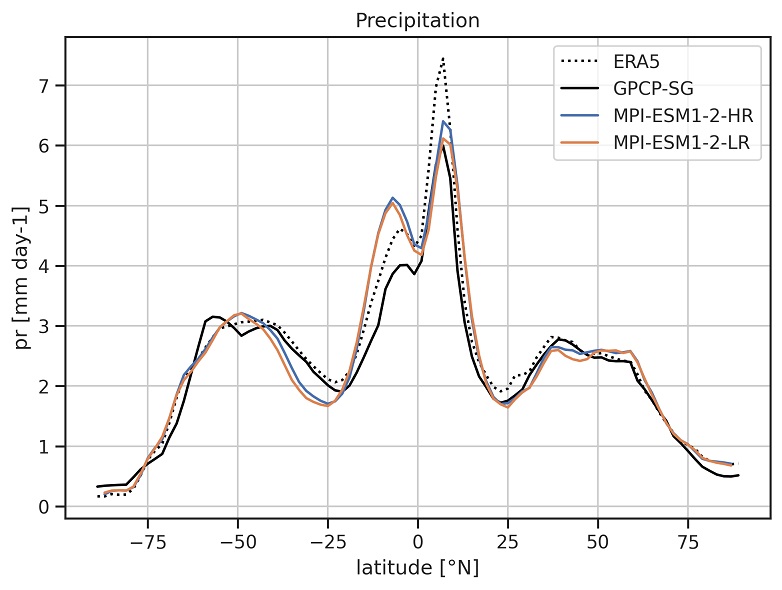 Precipitation
ERA5
GPCP-SG
MPI-ESM1-2-HR
MPI-ESM1-2-LR
pr [mm day-1]
7
6
5
4
3
2
1
0
−75
−50
−25
0
25
50
75
latitude [°N]